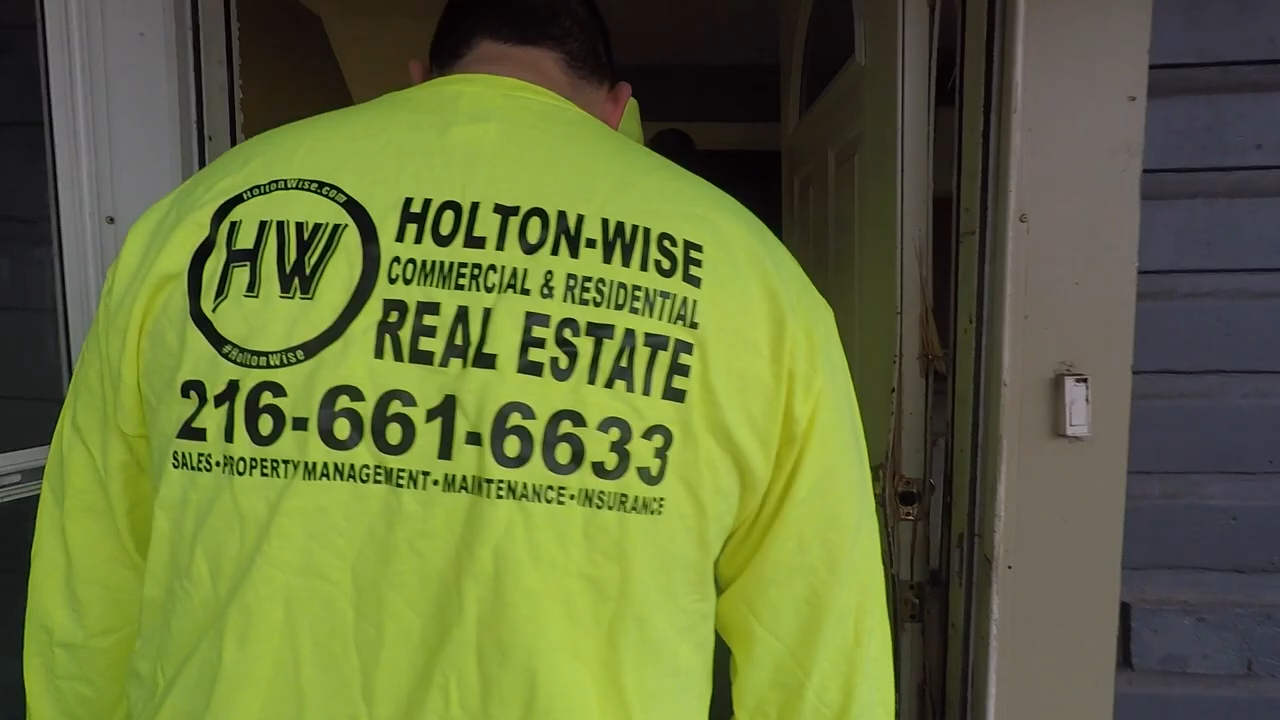 HoltonWise.com
HW
#HoltonWise
HOLTON-WISE
COMMERCIAL & RESIDENTIAL
REAL ESTATE
216-661-6633
SALES•PROPERTY MANAGEMENT•MAINTENANCE•INSURANCE